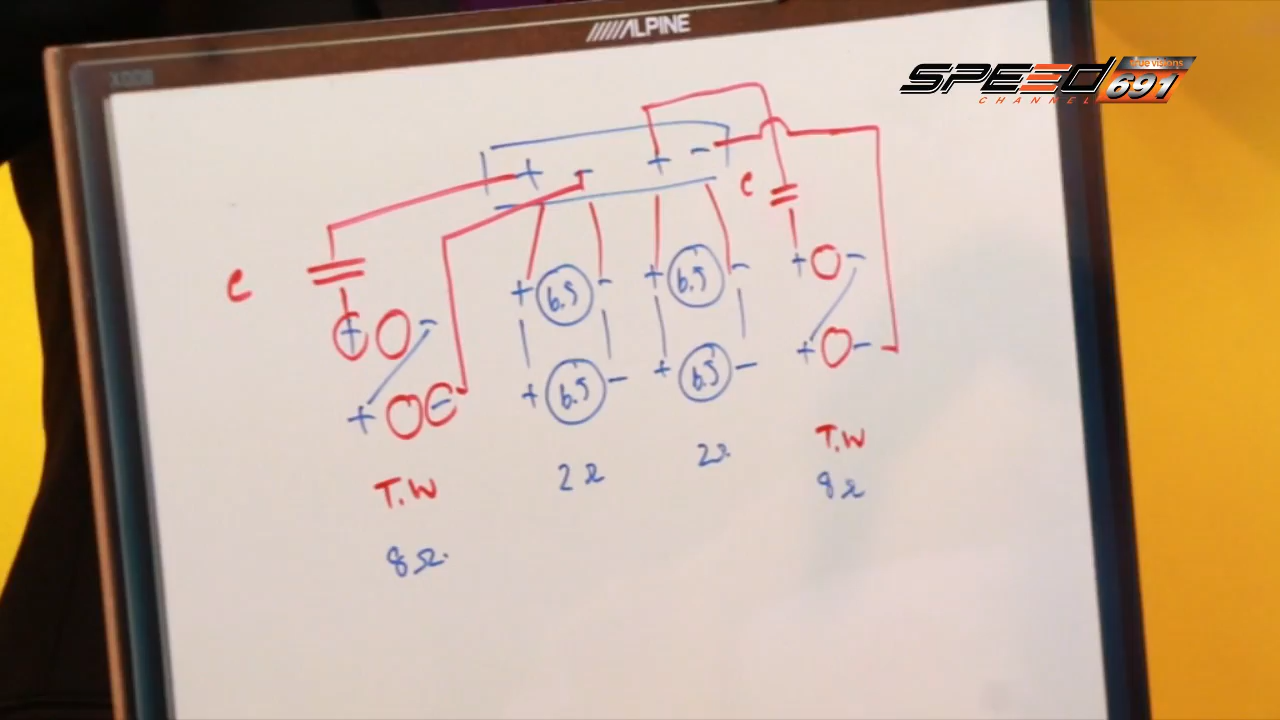 ALPINE
SPEED
CHANNEL
true visions
691
+ - + -
C
C
+ 6.5 -
+ 6.5 -
+ -
+ -
+ 6.5 -
+ 6.5 -
+ -
+ -
T.W
2Ω
2Ω
T.W
8Ω
8Ω